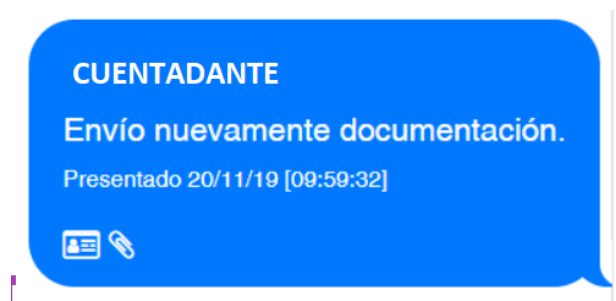 CUENTADANTE
Envío nuevamente documentación.
Presentado 20/11/19 [09:59:32]